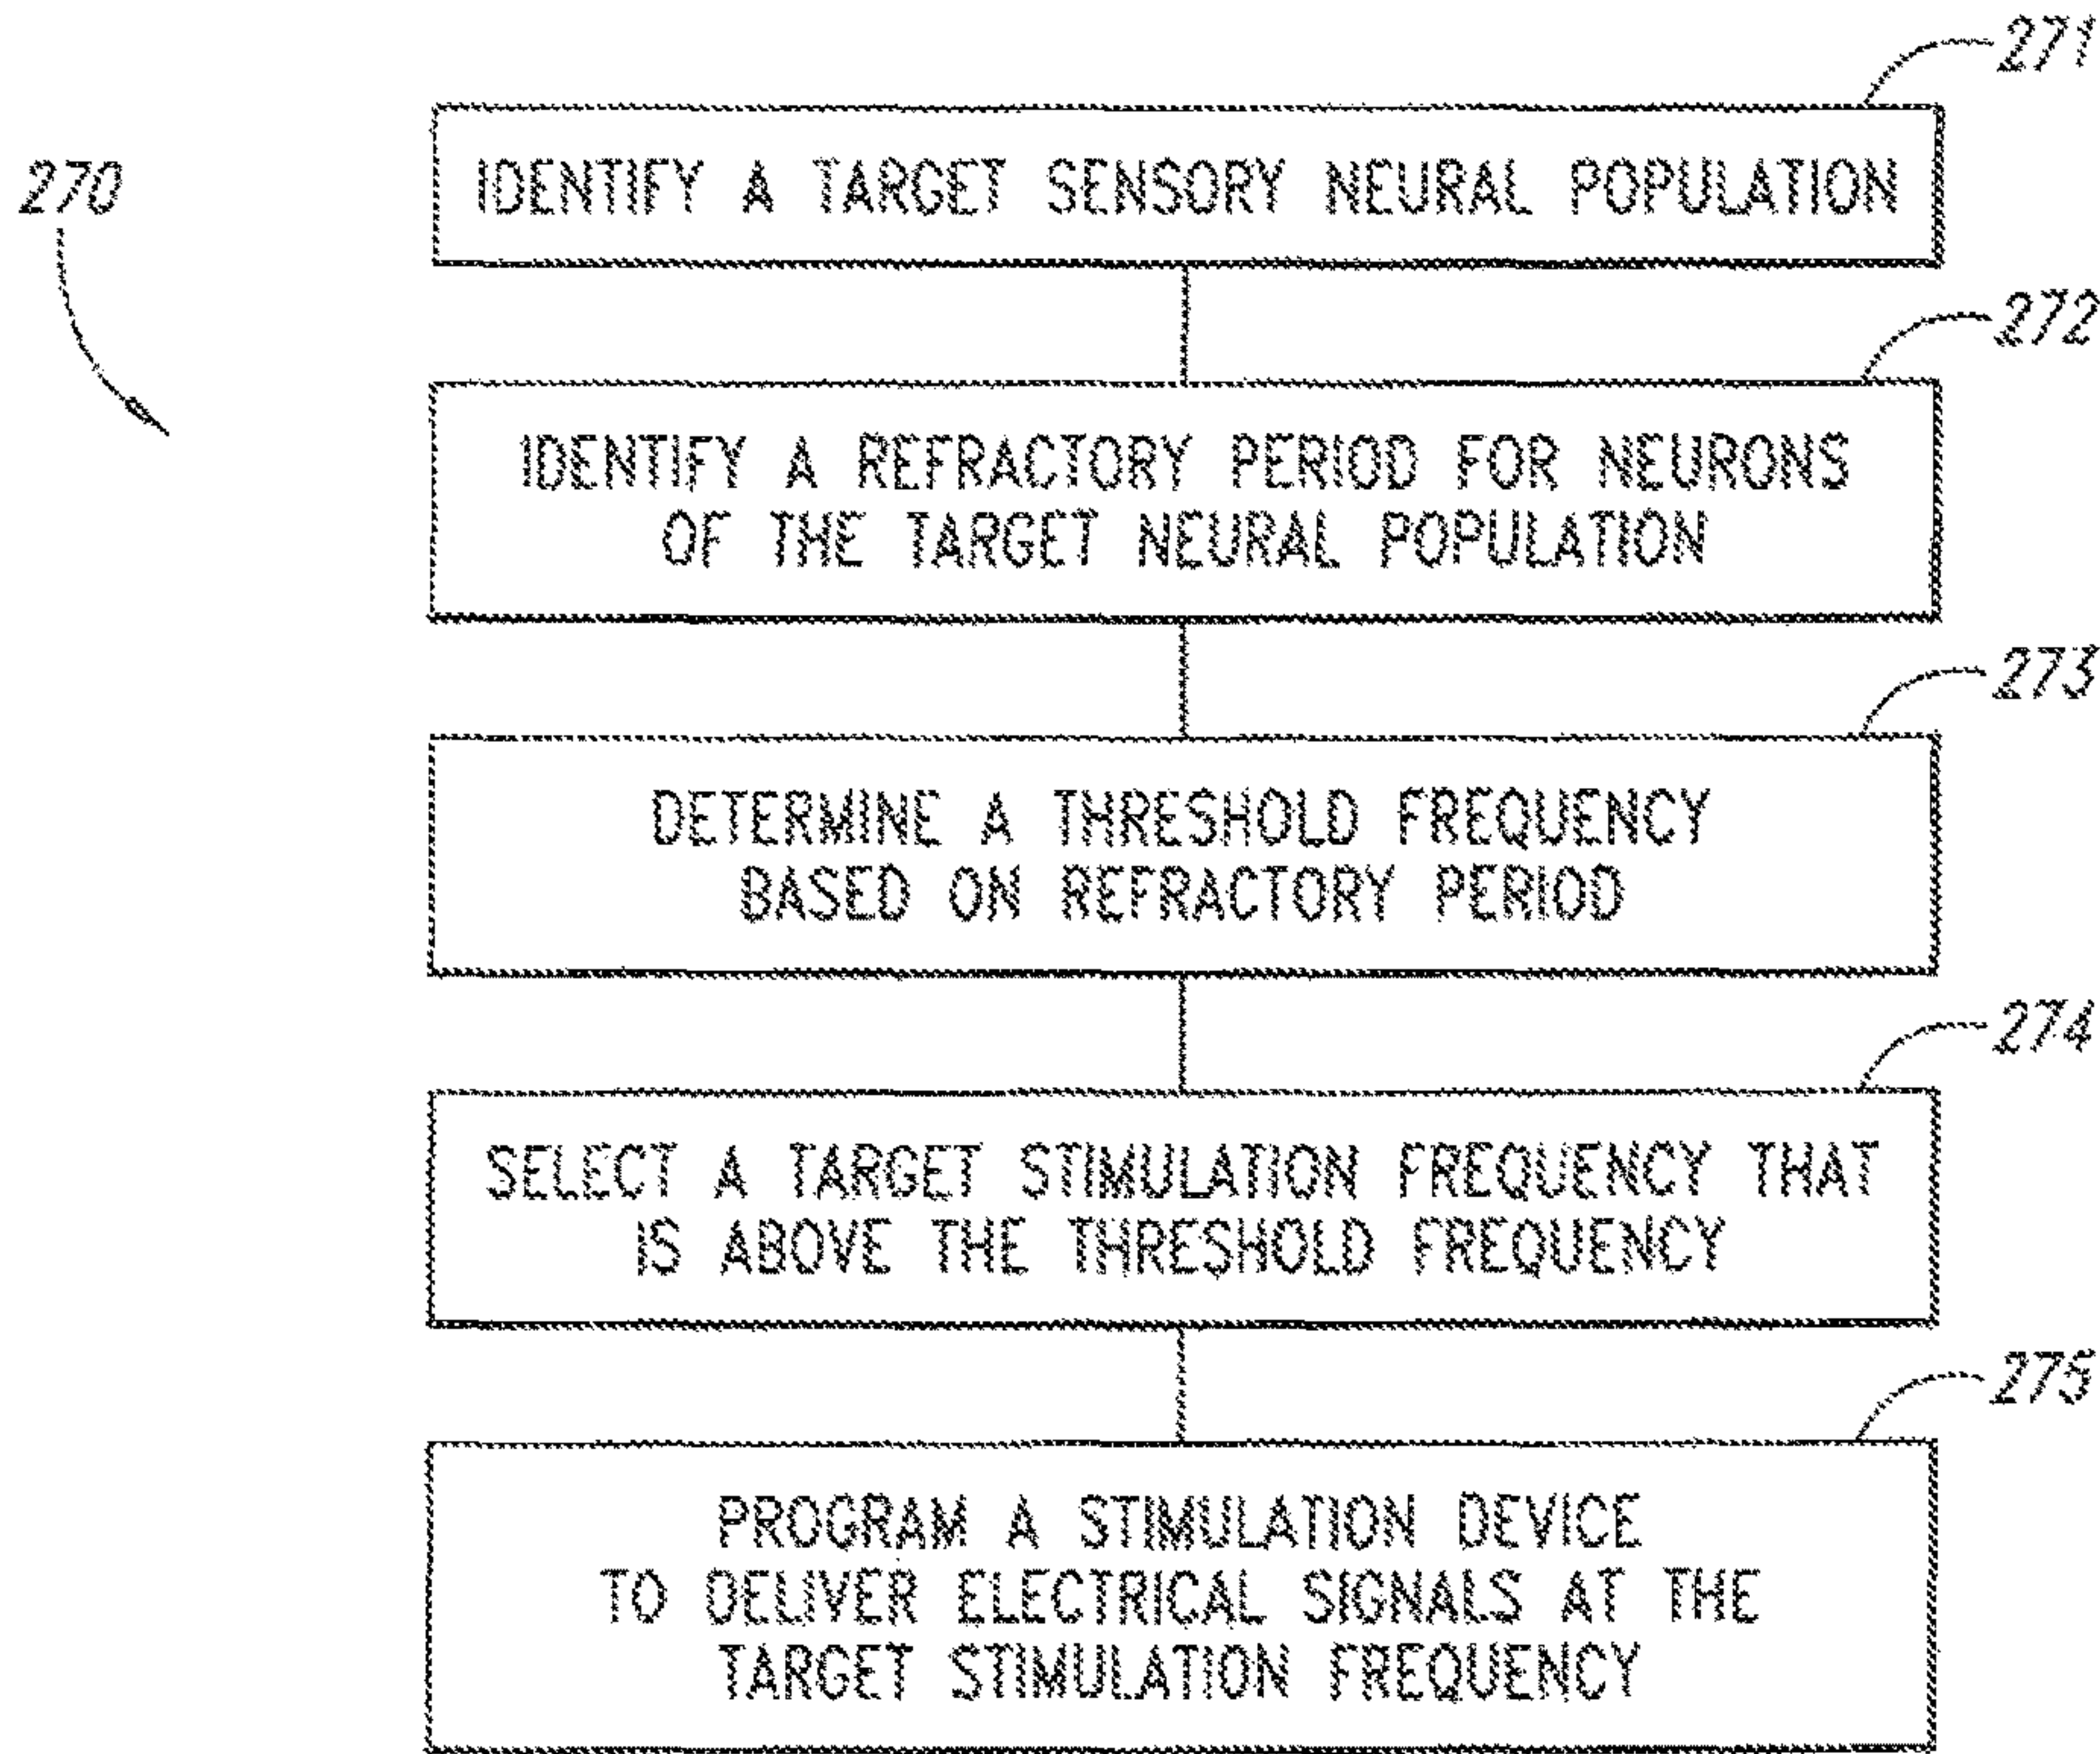 271
270
IDENTIFY A TARGET SENSORY NEURAL POPULATION
272
IDENTIFY A REFRACTORY PERIOD FOR NEURONS
OF THE TARGET NEURAL POPULATION
273
DETERMINE A THRESHOLD FREQUENCY
BASED ON REFRACTORY PERIOD
274
SELECT A TARGET STIMULATION FREQUENCY THAT
IS ABOVE THE THRESHOLD FREQUENCY
275
PROGRAM A STIMULATION DEVICE
TO DELIVER ELECTRICAL SIGNALS AT THE
TARGET STIMULATION FREQUENCY